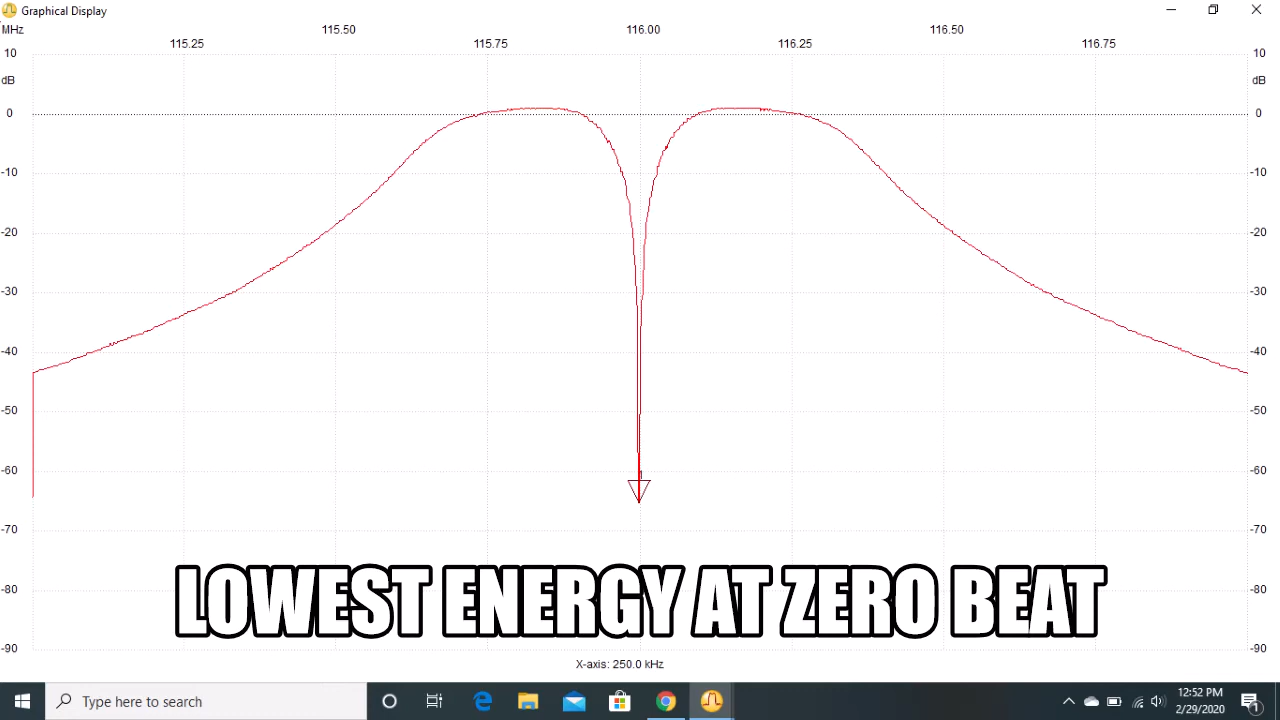 Graphical Display
MHz
115.50 116.00 116.50
115.25 115.75 116.25 116.75
10 10
dB dB
0 0
-10 -10
-20 -20
-30 -30
-40 -40
-50 -50
-60 -60
-70 -70
-80 -80
LOWEST ENERGY AT ZERO BEAT
-90 -90
X-axis: 250.0 kHz
Type here to search
12:52 PM
2/29/2020
1